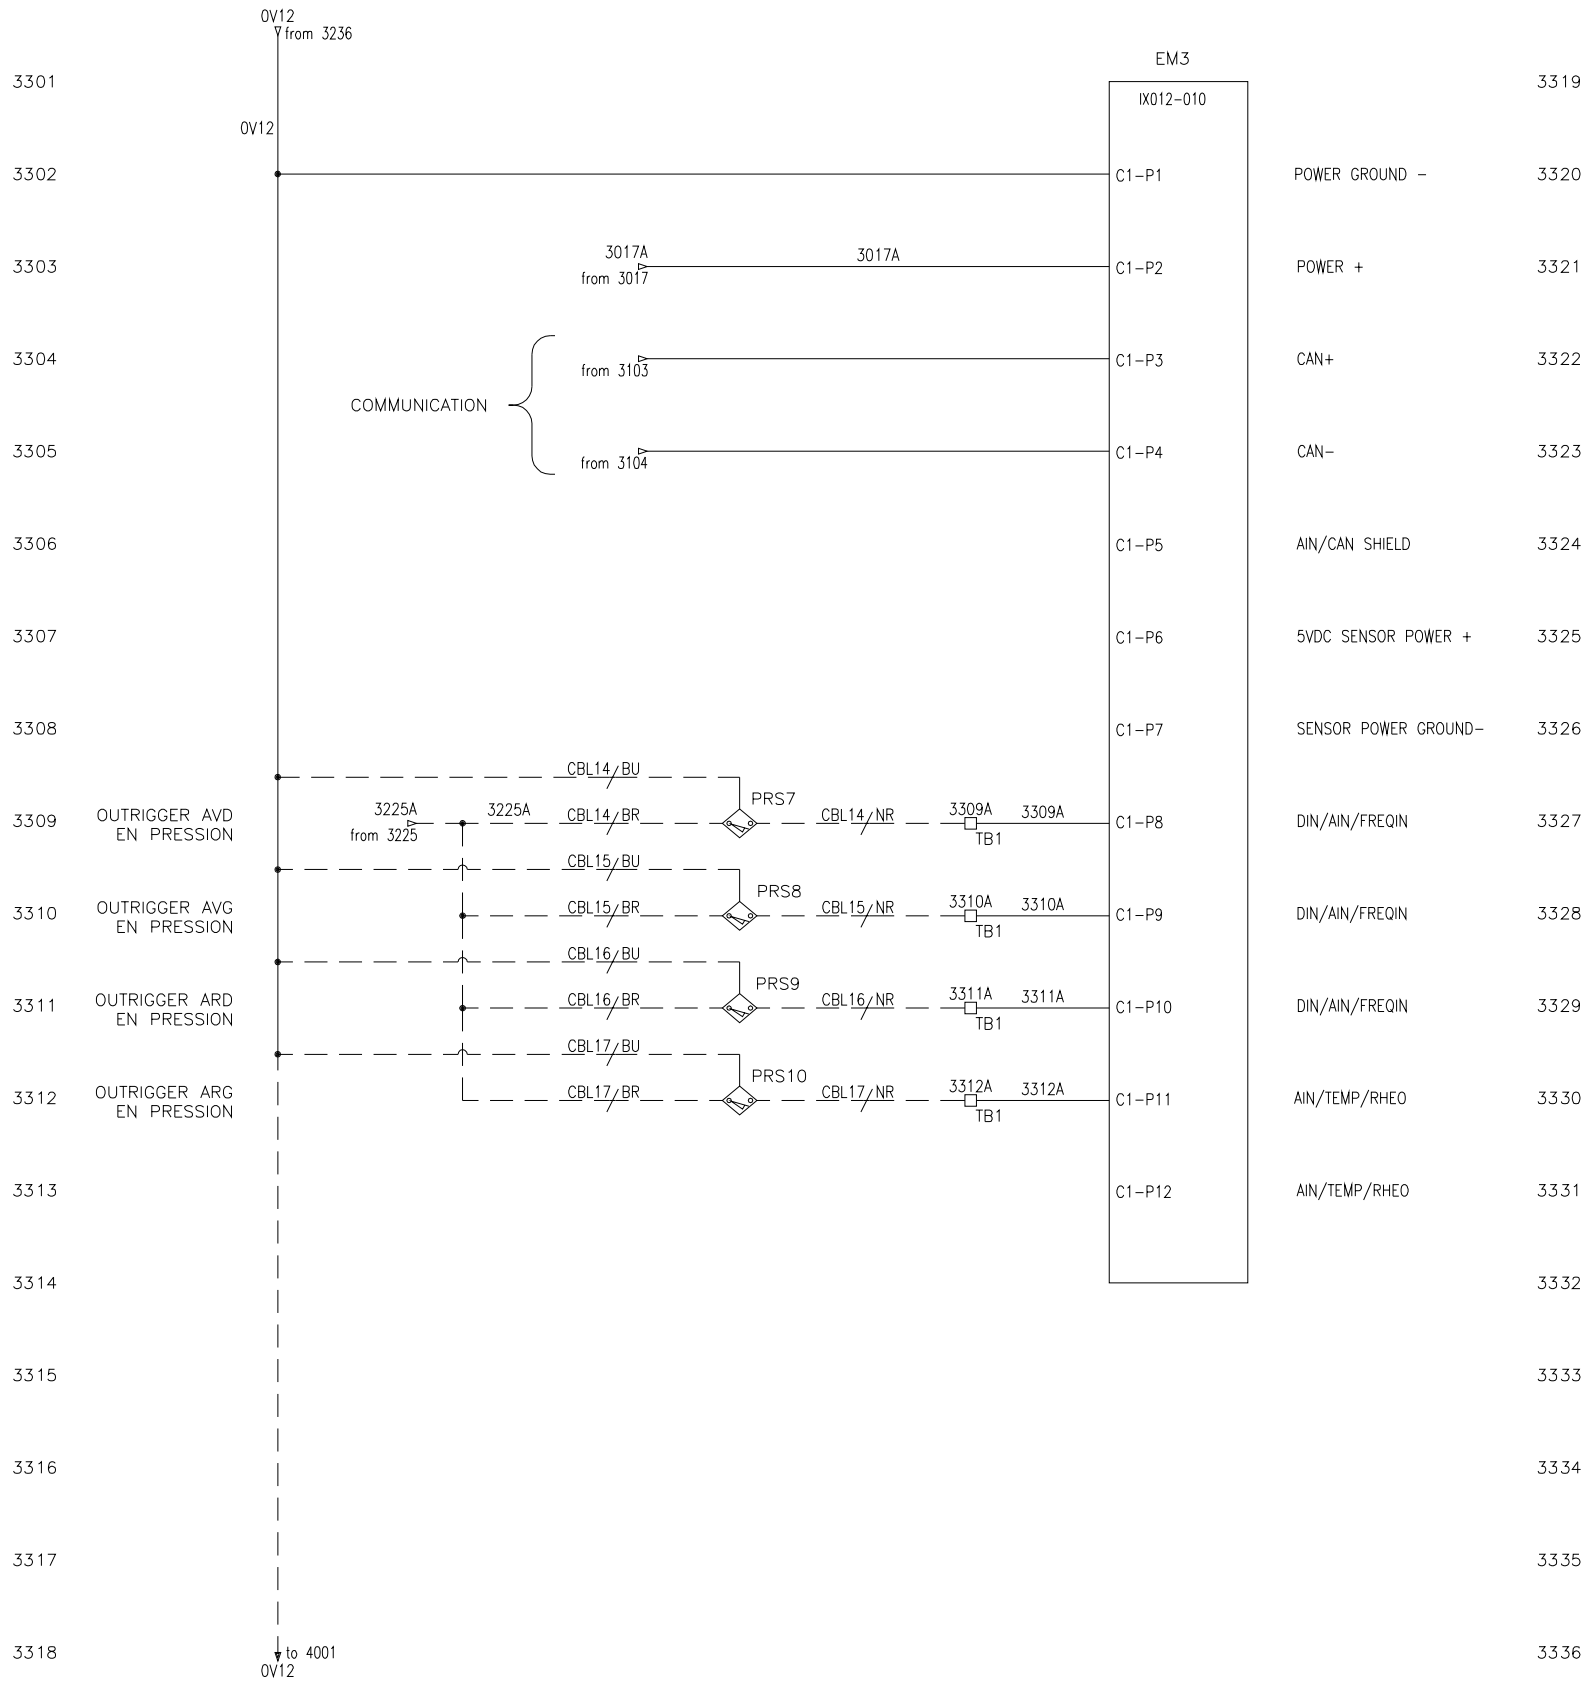 0V12
from 3236
EM3
3301
IX012-010
3319
0V12
3302
C1-P1
POWER GROUND -
3320
3017A
3017A
3303
from 3017
C1-P2
POWER +
3321
3304
from 3103
C1-P3
CAN+
3322
COMMUNICATION
3305
from 3104
C1-P4
CAN-
3323
3306
C1-P5
AIN/CAN SHIELD
3324
3307
C1-P6
5VDC SENSOR POWER +
3325
3308
C1-P7
SENSOR POWER GROUND-
3326
CBL14/BU
PRS7
3309
OUTRIGGER AVD
EN PRESSION
3225A
from 3225
3225A
CBL14/BR
CBL14/NR
3309A
TB1
3309A
C1-P8
DIN/AIN/FREQIN
3327
CBL15/BU
PRS8
3310
OUTRIGGER AVG
EN PRESSION
CBL15/BR
CBL15/NR
3310A
TB1
3310A
C1-P9
DIN/AIN/FREQIN
3328
CBL16/BU
PRS9
3311
OUTRIGGER ARD
EN PRESSION
CBL16/BR
CBL16/NR
3311A
TB1
3311A
C1-P10
DIN/AIN/FREQIN
3329
CBL17/BU
PRS10
3312
OUTRIGGER ARG
EN PRESSION
CBL17/BR
CBL17/NR
3312A
TB1
3312A
C1-P11
AIN/TEMP/RHEO
3330
3313
C1-P12
AIN/TEMP/RHEO
3331
3314
3332
3315
3333
3316
3334
3317
3335
3318
to 4001
0V12
3336